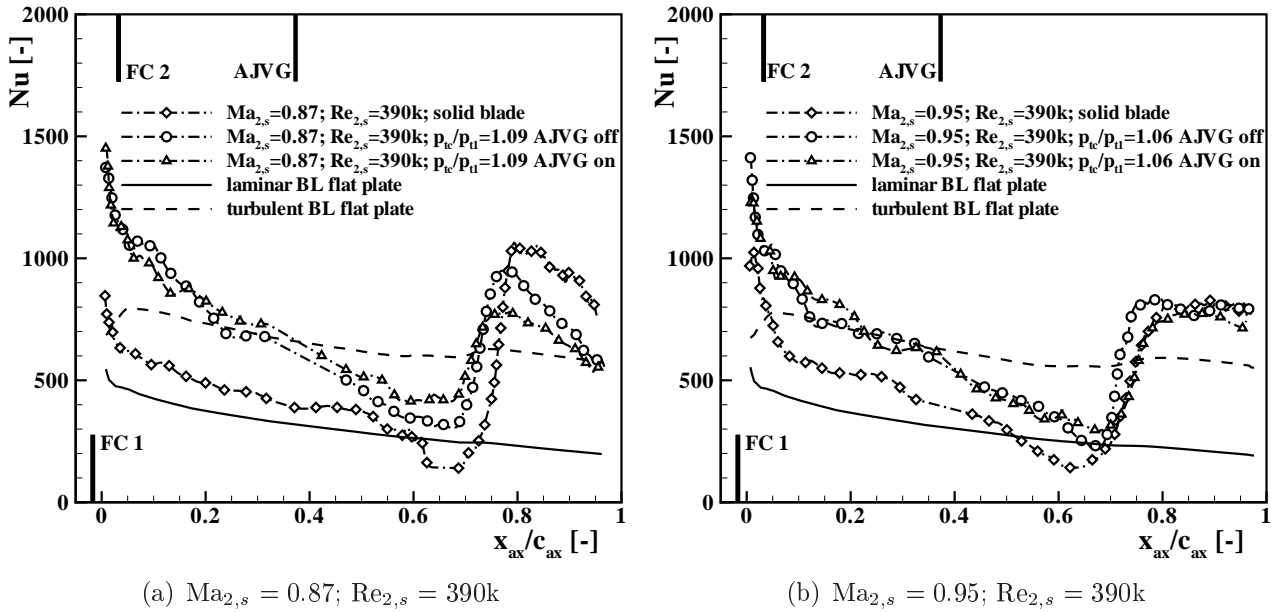 2000
1500
1000
500
0
Nu [-]
FC 2
AJVG
Ma2,s=0.87; Re2,s=390k; solid blade
Ma2,s=0.87; Re2,s=390k; ptc/pt1=1.09 AJVG off
Ma2,s=0.87; Re2,s=390k; ptc/pt1=1.09 AJVG on
laminar BL flat plate
turbulent BL flat plate
FC 1
0 0.2 0.4 0.6 0.8 1
xax/cax [-]
(a) Ma2,s = 0.87; Re2,s = 390k
2000
1500
1000
500
0
Nu [-]
FC 2
AJVG
Ma2,s=0.95; Re2,s=390k; solid blade
Ma2,s=0.95; Re2,s=390k; ptc/pt1=1.06 AJVG off
Ma2,s=0.95; Re2,s=390k; ptc/pt1=1.06 AJVG on
laminar BL flat plate
turbulent BL flat plate
FC 1
0 0.2 0.4 0.6 0.8 1
xax/cax [-]
(b) Ma2,s = 0.95; Re2,s = 390k